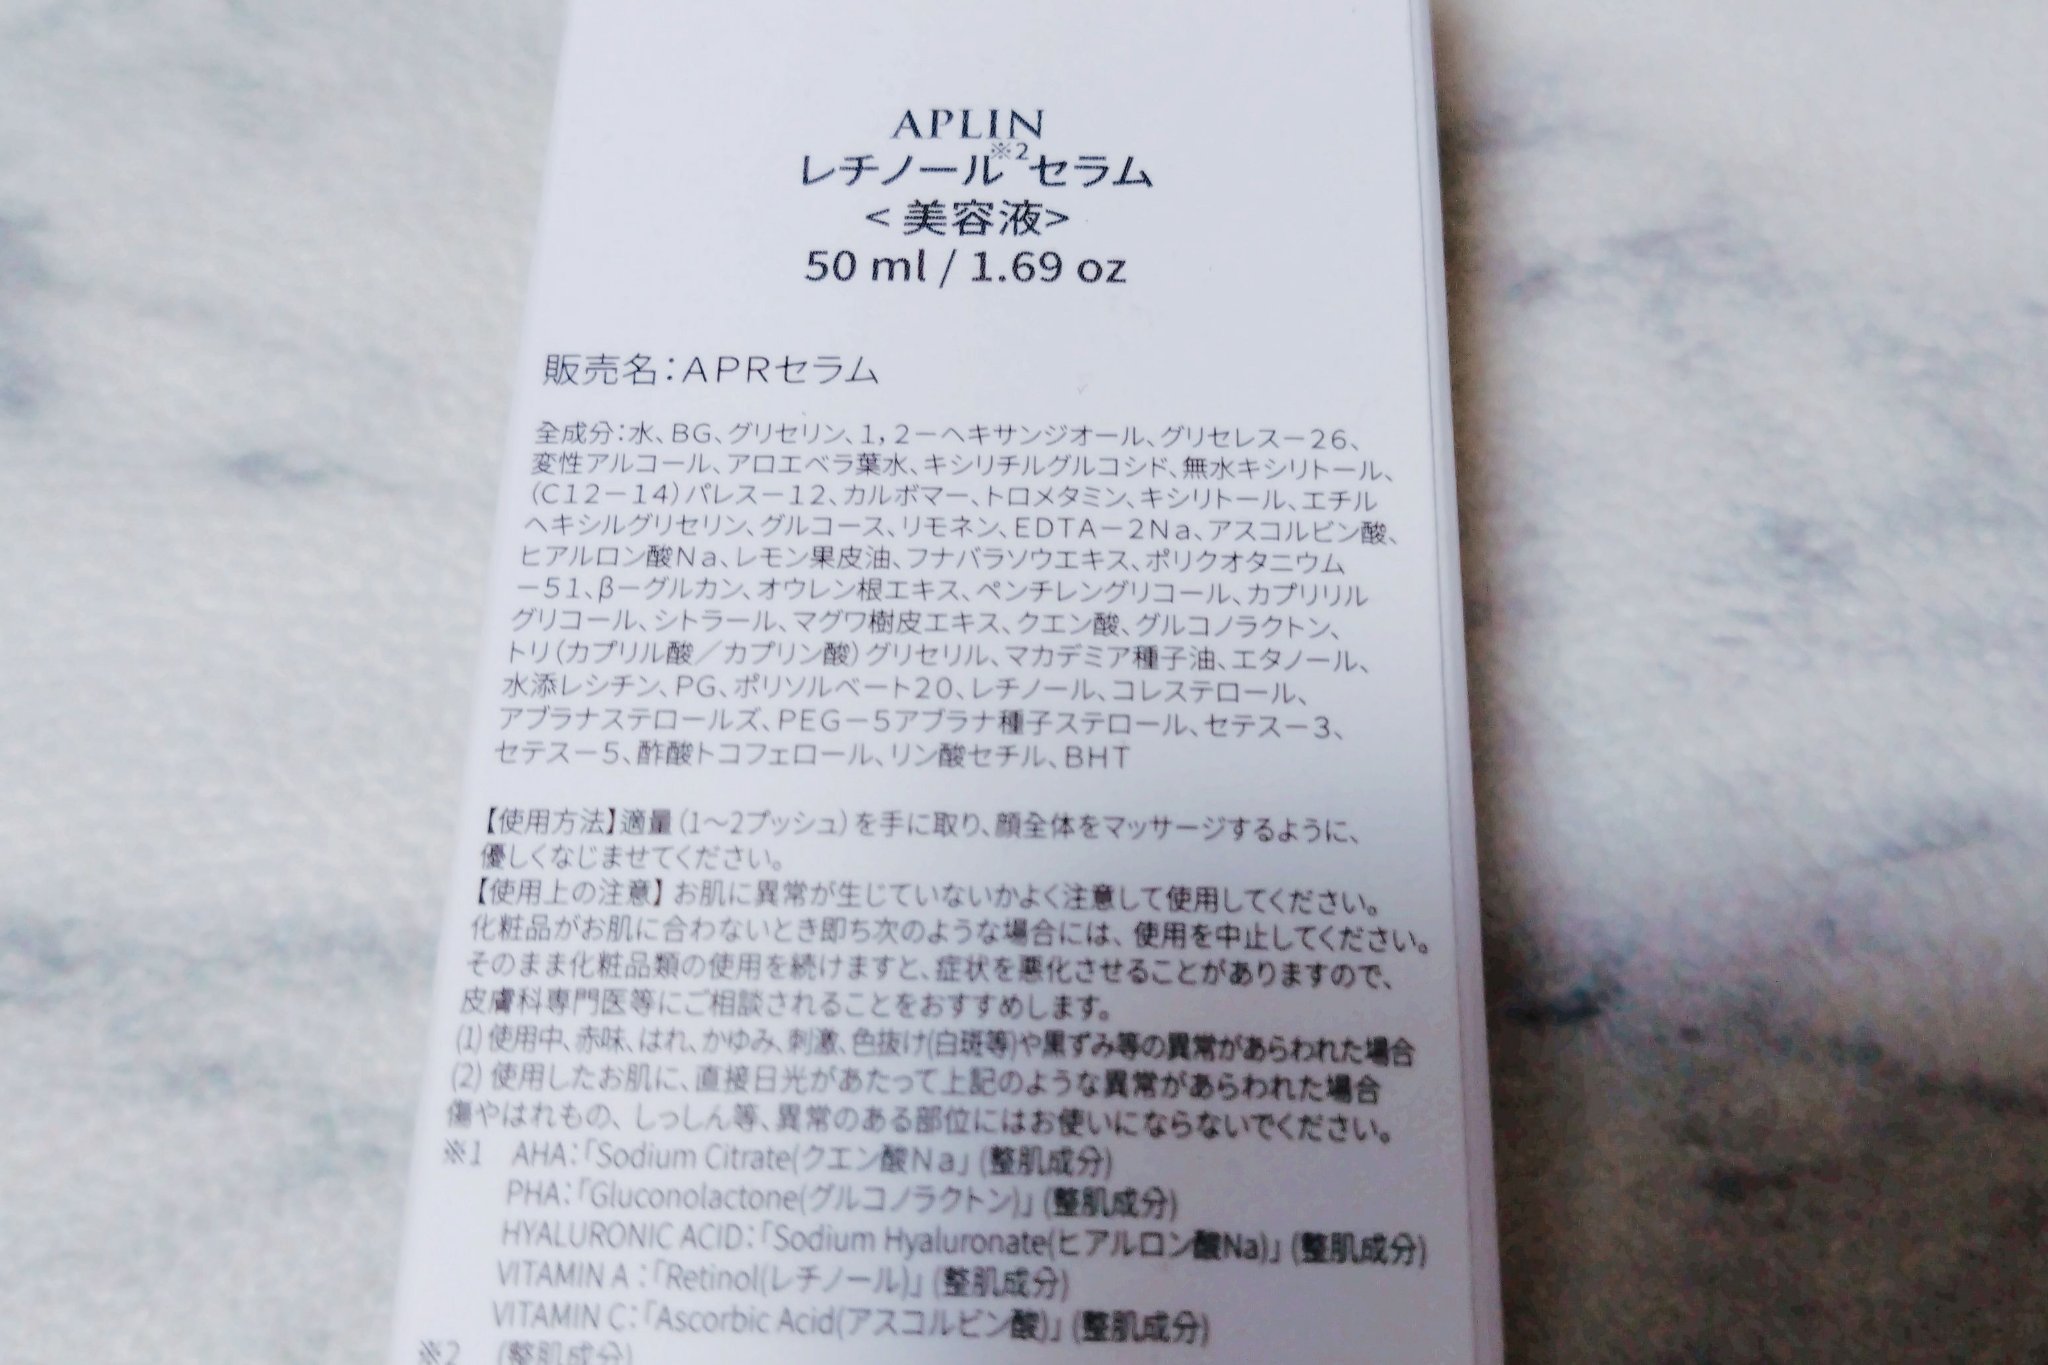 APLIN
レチノール※2セラム
<美容液>
50 ml / 1.69 oz
販売名：APRセラム
全成分：水、BG、グリセリン、1，2－ヘキサンジオール、グリセレスー26、
変性アルコール、アロエベラ葉水、キシリチルグルコシド、無水キシリトール、
（C12－14）パレスー12、カルボマー、トロメタミン、キシリトール、エチル
ヘキシルグリセリン、グルコース、リモネン、EDTA－2Na、アスコルビン酸、
ヒアルロン酸Na、レモン果皮油、フナバラソウエキス、ポリクオタニウム
－51、β－グルカン、オウレン根エキス、ペンチレングリコール、カプリリル
グリコール、シトラール、マグワ樹皮エキス、クエン酸、グルコノラクトン、
トリ（カプリル酸／カプリン酸）グリセリル、マカデミア種子油、エタノール、
水添レシチン、PG、ポリソルベート20、レチノール、コレステロール、
アブラナステロールズ、PEG－5アブラナ種子ステロール、セテスー3、
セテスー5、酢酸トコフェロール、リン酸セチル、BHT
【使用方法】適量（1〜2プッシュ）を手に取り、顔全体をマッサージするように、
優しくなじませてください。
【使用上の注意】お肌に異常が生じていないかよく注意して使用してください。
化粧品がお肌に合わないとき即ち次のような場合には、使用を中止してください。
そのまま化粧品類の使用を続けますと、症状を悪化させることがありますので、
皮膚科専門医等にご相談されることをおすすめします。
(1) 使用中、赤味、はれ、かゆみ、刺激、色抜け(白斑等)や黒ずみ等の異常があらわれた場合
(2) 使用したお肌に、直接日光があたって上記のような異常があらわれた場合
傷やはれもの、しっしん等、異常のある部位にはお使いにならないでください。
※1 AHA：「Sodium Citrate(クエン酸Na」(整肌成分)
PHA：「Gluconolactone(グルコノラクトン)」(整肌成分)
HYALURONIC ACID：「Sodium Hyaluronate(ヒアルロン酸Na)」(整肌成分)
VITAMIN A：「Retinol(レチノール)」(整肌成分)
VITAMIN C：「Ascorbic Acid(アスコルビン酸)」(整肌成分)
※2 (整肌成分)